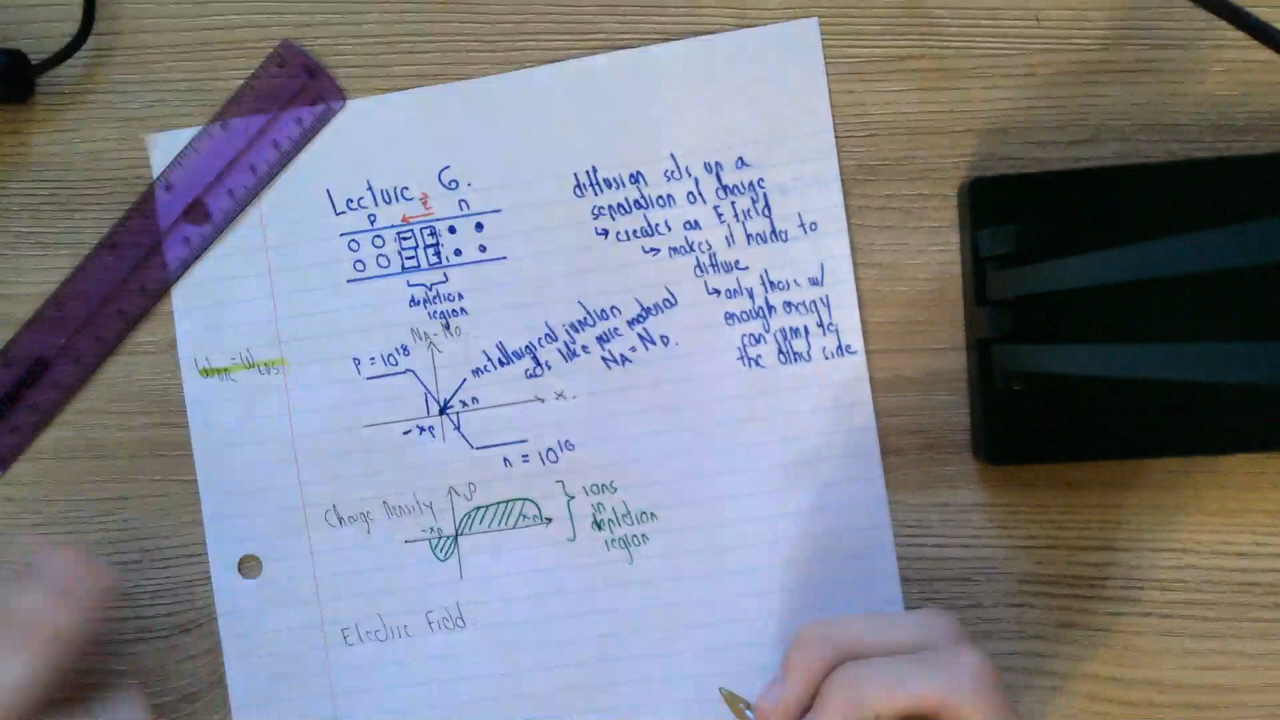 Lecture 6.
P
E
n
depletion
region
diffusion sets up a
separation of charge
↳ creates an E field
↳ makes it harder to
diffuse
↳ only those w/
enough energy
can jump to
the other side
NA - ND
P = 10^18
metallurgical junction
acts like pure material
NA = ND.
xn
x.
-xp
n = 10^16
Charge Density
ρ
-xp
xn
ions
in
depletion
region
Electric Field